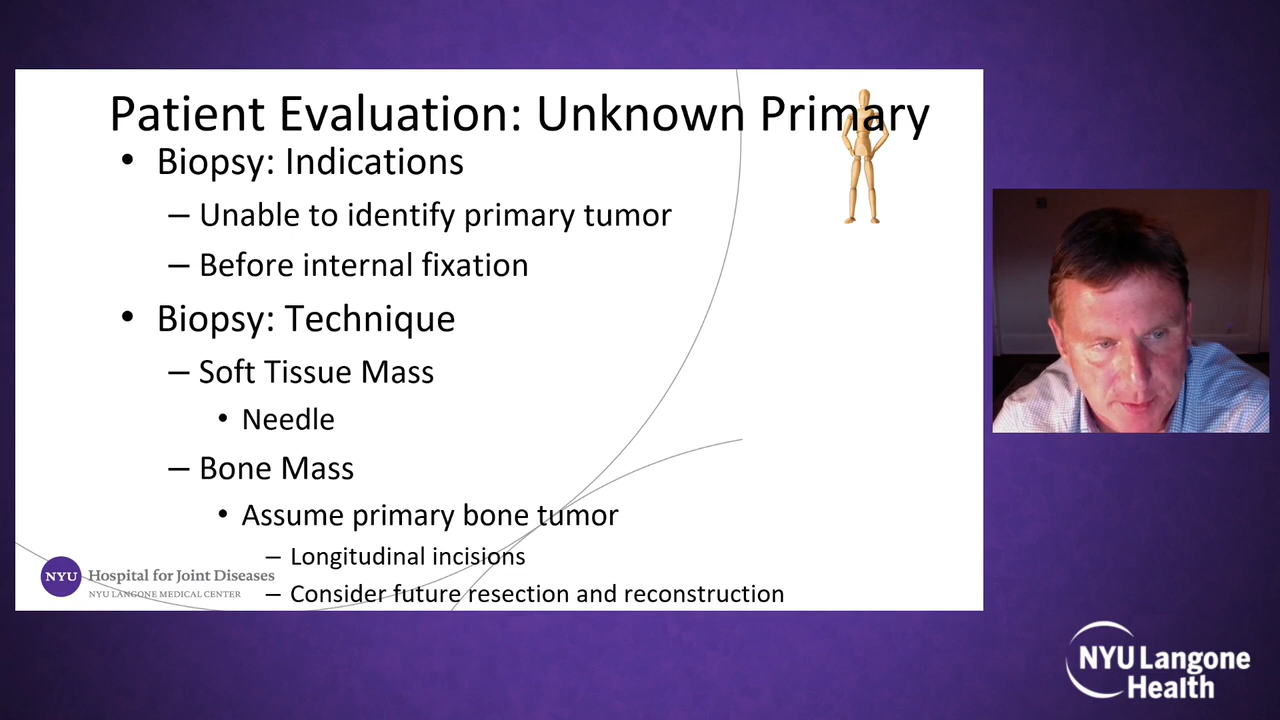 Patient Evaluation: Unknown Primary
• Biopsy: Indications
– Unable to identify primary tumor
– Before internal fixation
• Biopsy: Technique
– Soft Tissue Mass
• Needle
– Bone Mass
• Assume primary bone tumor
– Longitudinal incisions
– Consider future resection and reconstruction
NYU Hospital for Joint Diseases
NYU LANGONE MEDICAL CENTER
NYU Langone
Health